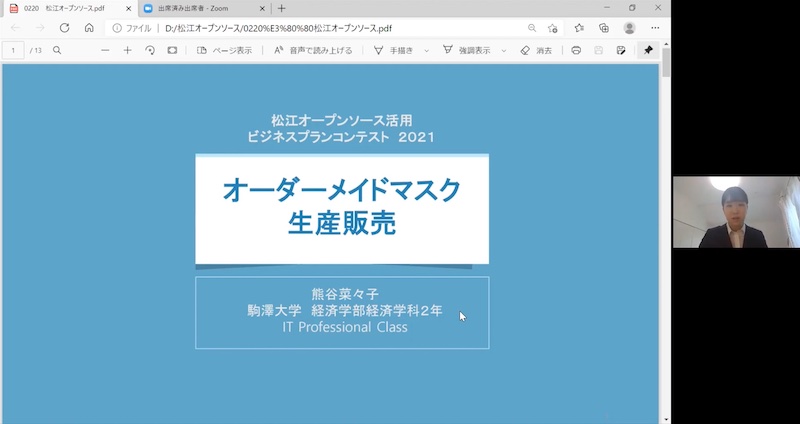 0220 松江オープンソース.pdf
出席済み出席者 - Zoom
ファイル
D:/松江オープンソース/0220%E3%80%80松江オープンソース.pdf
1 / 13
ページ表示
音声で読み上げる
手描き
強調表示
消去
松江オープンソース活用
ビジネスプランコンテスト 2021
オーダーメイドマスク
生産販売
熊谷菜々子
駒澤大学 経済学部経済学科2年
IT Professional Class